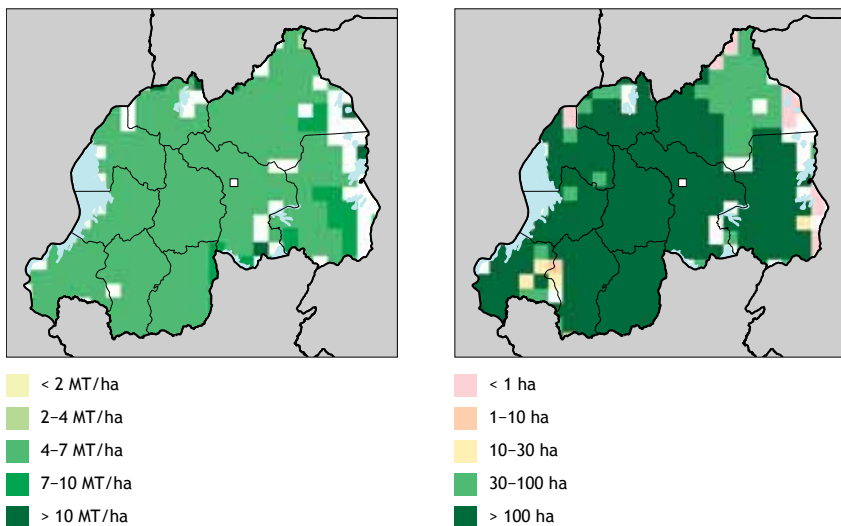 < 2 MT/ha
2–4 MT/ha
4–7 MT/ha
7–10 MT/ha
> 10 MT/ha
< 1 ha
1–10 ha
10–30 ha
30–100 ha
> 100 ha